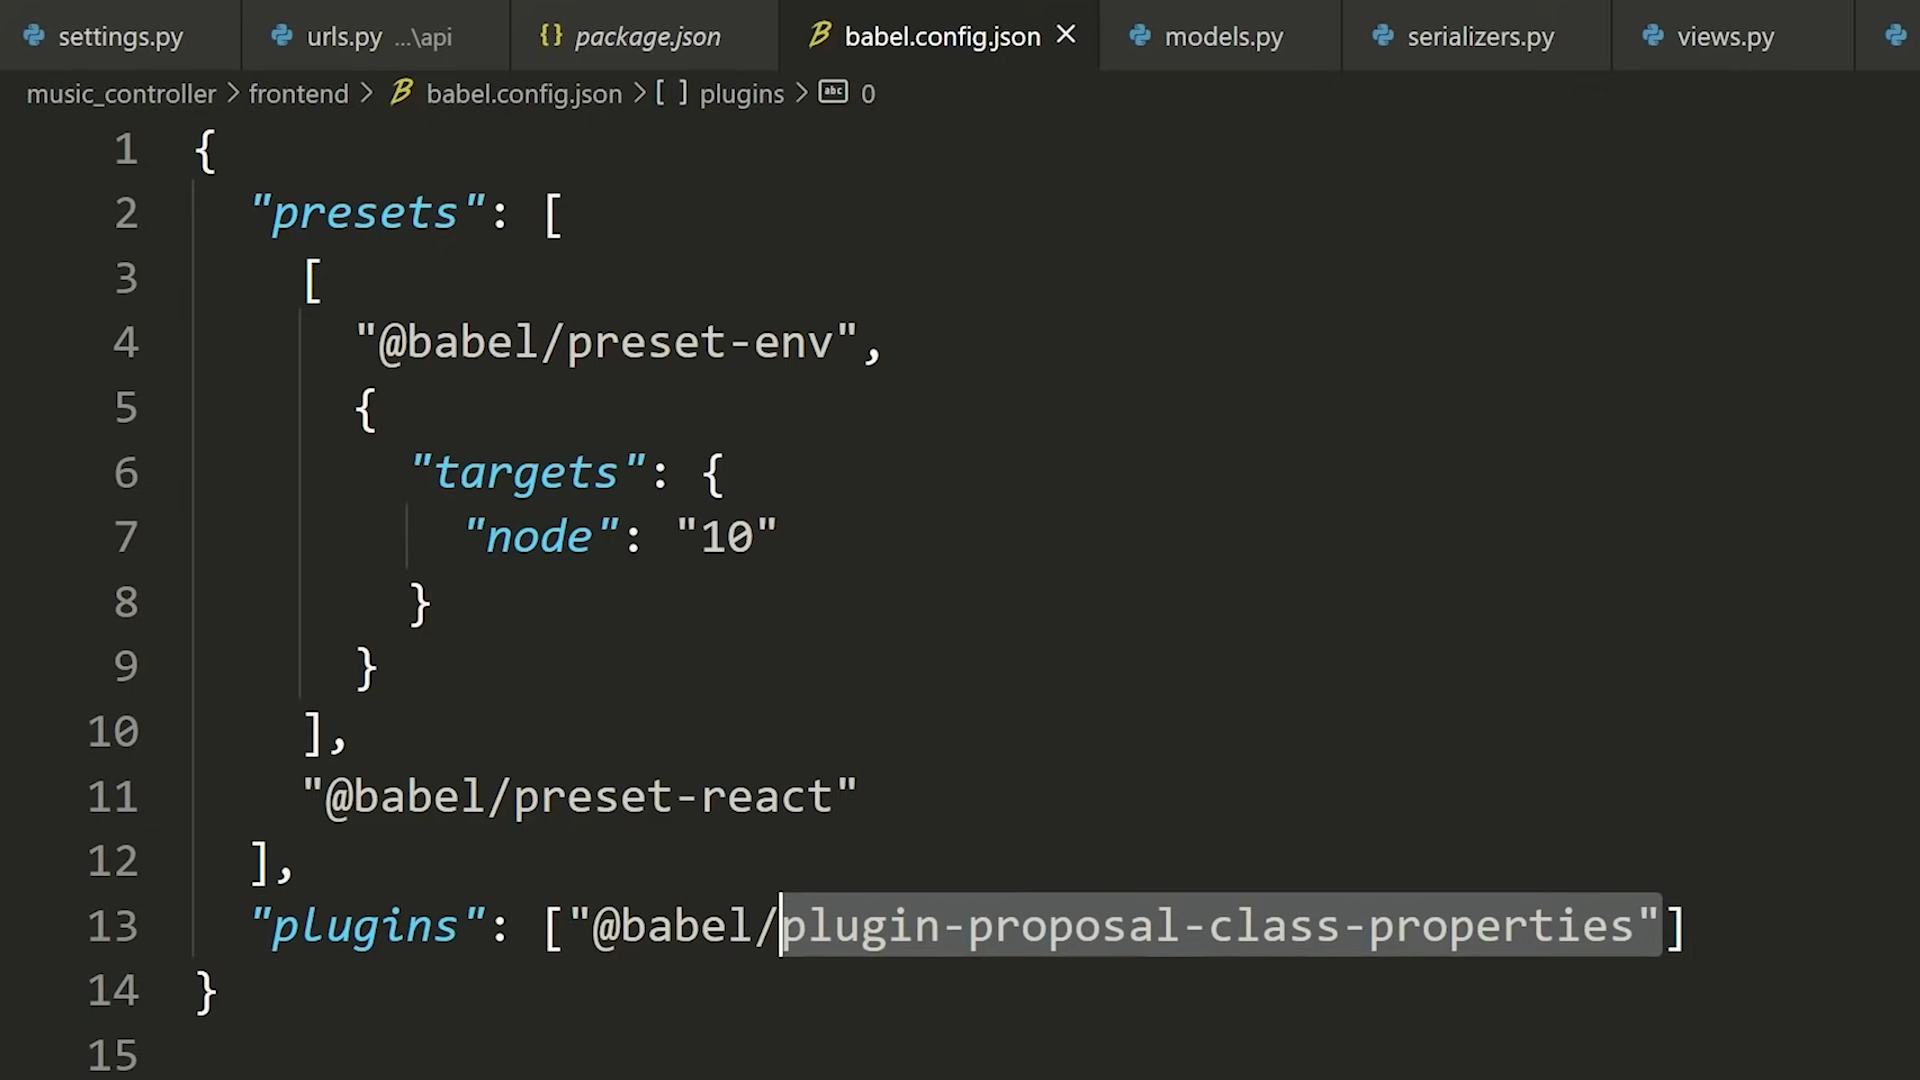 settings.py urls.py ...\api {} package.json babel.config.json × models.py serializers.py views.py
music_controller > frontend > babel.config.json > [ ] plugins > abc 0
1 {
2 "presets": [
3 [
4 "@babel/preset-env",
5 {
6 "targets": {
7 "node": "10"
8 }
9 }
10 ],
11 "@babel/preset-react"
12 ],
13 "plugins": ["@babel/plugin-proposal-class-properties"]
14 }
15